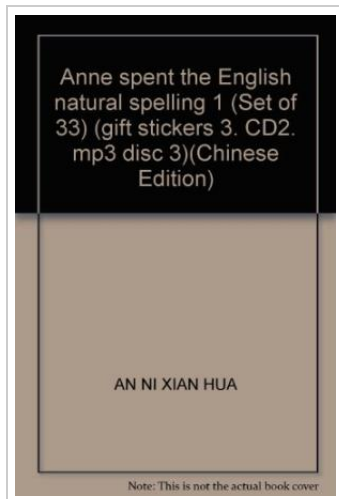 Anne spent the English
natural spelling 1 (Set of
33) (gift stickers 3. CD2.
mp3 disc 3)(Chinese
Edition)
AN NI XIAN HUA
Note: This is not the actual book cover